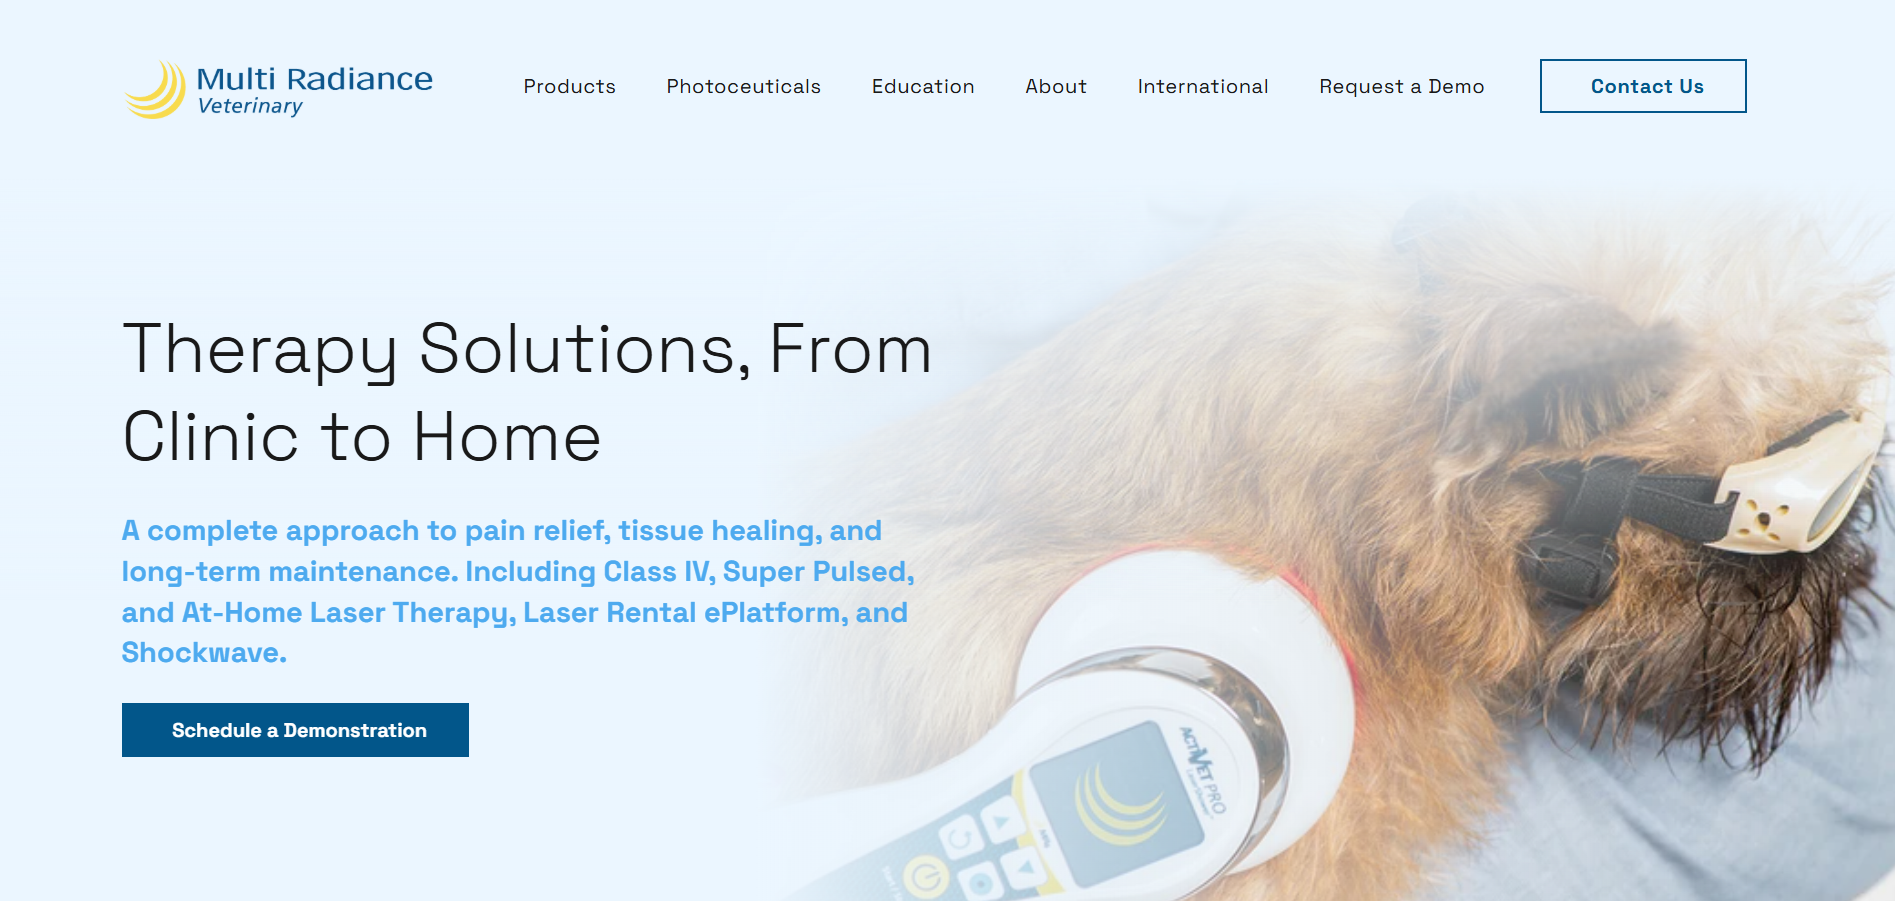 Multi Radiance
Veterinary
Products
Photoceuticals
Education
About
International
Request a Demo
Contact Us
Therapy Solutions, From
Clinic to Home
A complete approach to pain relief, tissue healing, and
long-term maintenance. Including Class IV, Super Pulsed,
and At-Home Laser Therapy, Laser Rental ePlatform, and
Shockwave.
Schedule a Demonstration
ACTIVET PRO